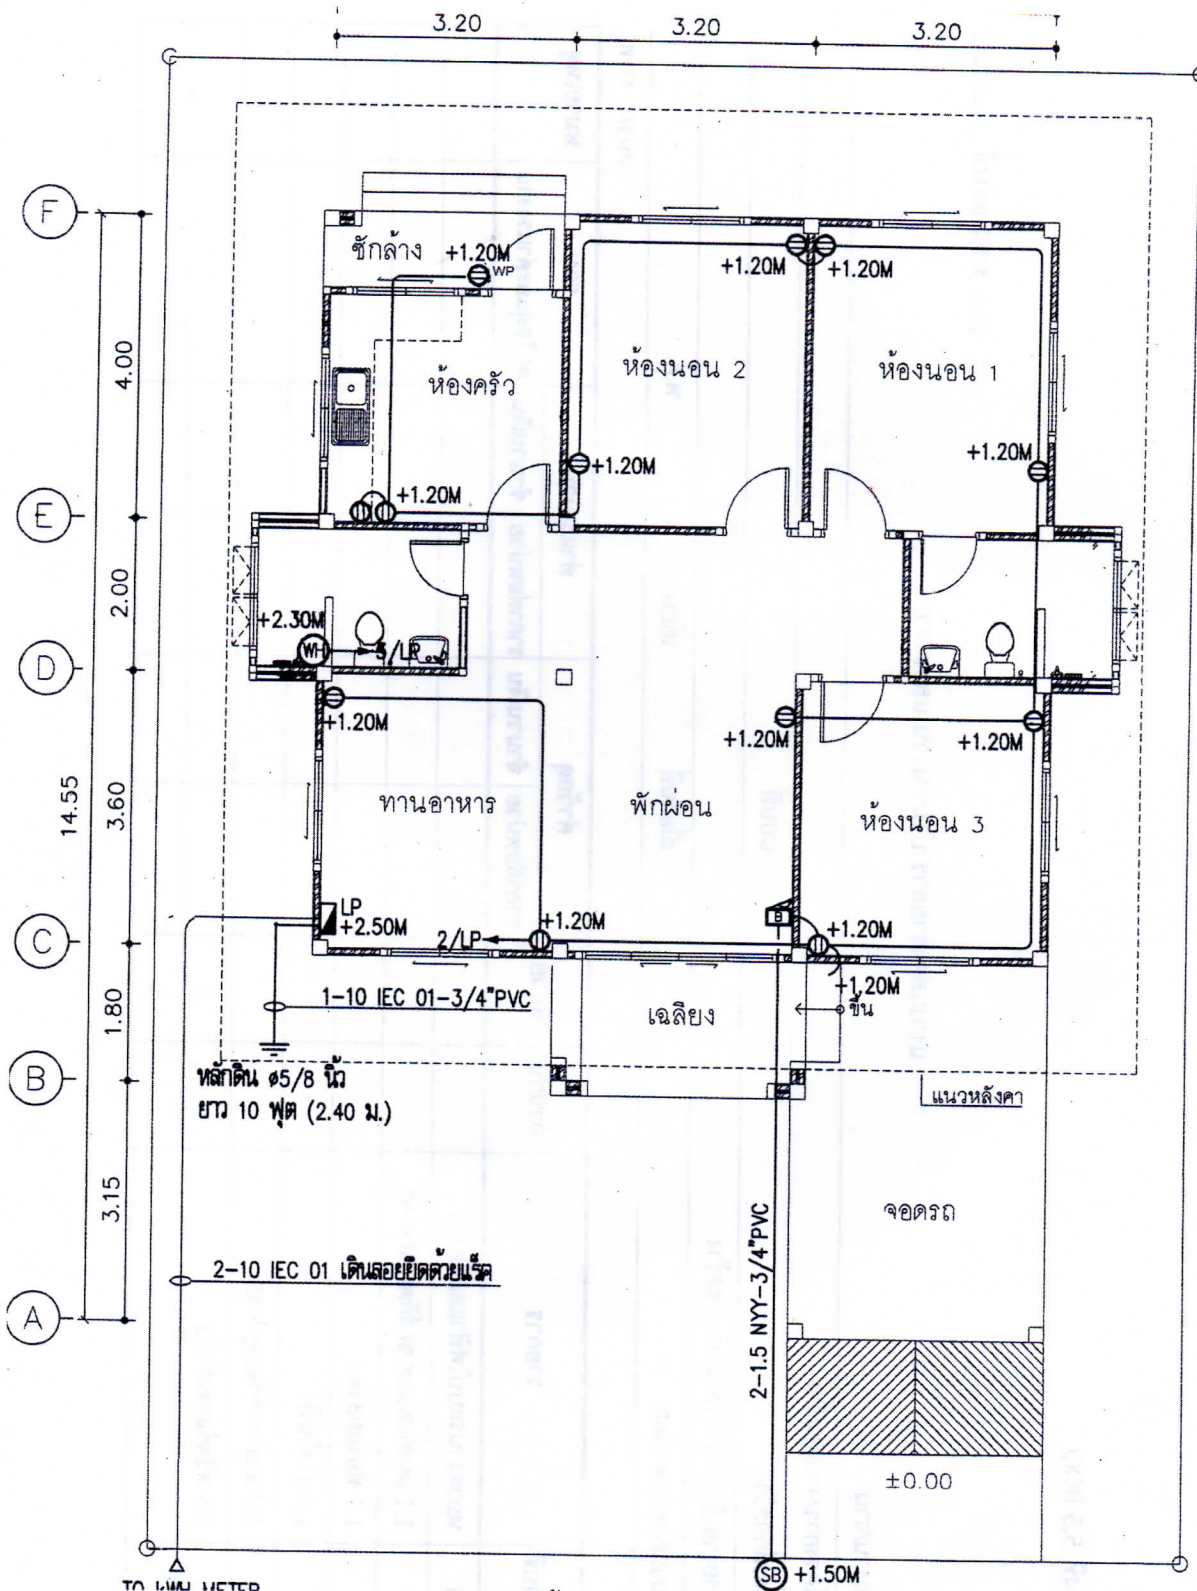 3.20
3.20
3.20
F
ซักล้าง
+1.20M
WP
+1.20M
+1.20M
4.00
ห้องครัว
ห้องนอน 2
ห้องนอน 1
+1.20M
+1.20M
+1.20M
E
2.00
+2.30M
WH
3/LP
D
+1.20M
+1.20M
+1.20M
14.55
3.60
ทานอาหาร
พักผ่อน
ห้องนอน 3
LP
+2.50M
+1.20M
B
+1.20M
C
2/LP
+1.20M
1-10 IEC 01-3/4"PVC
เฉลียง
ขึ้น
1.80
B
หลักดิน ø5/8 นิ้ว
ยาว 10 ฟุต (2.40 ม.)
แนวหลังคา
3.15
จอดรถ
2-10 IEC 01 เดินลอยยึดด้วยแร็ค
2-1.5 NYY-3/4"PVC
A
±0.00
TO kWH METER
SB
+1.50M